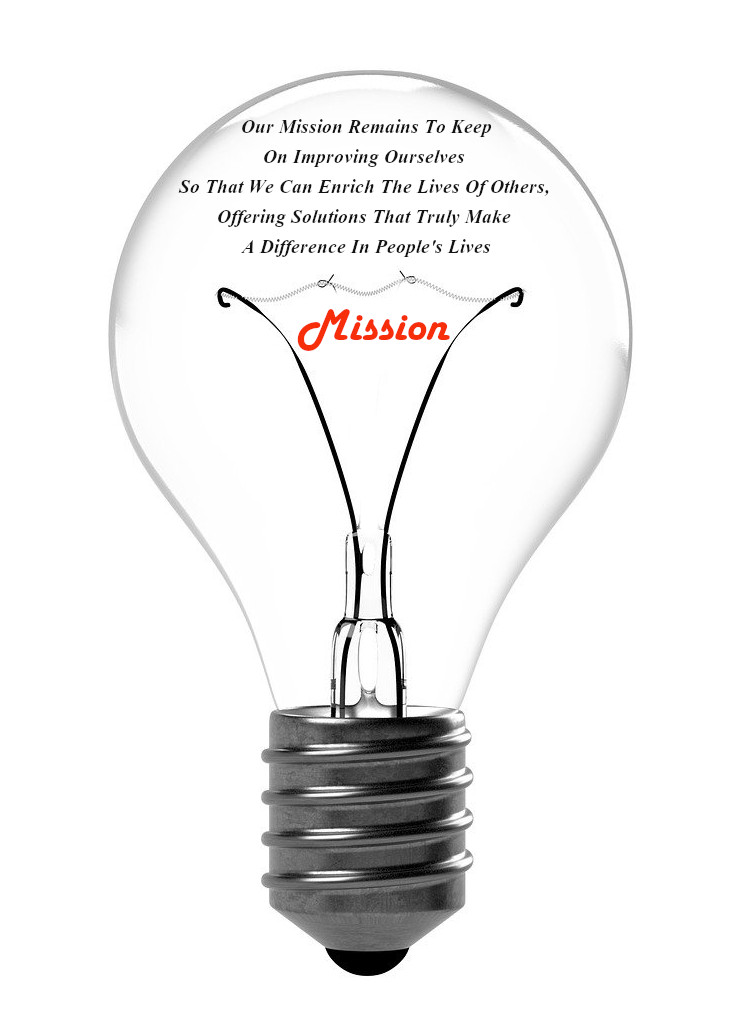 Our Mission Remains To Keep
On Improving Ourselves
So That We Can Enrich The Lives Of Others,
Offering Solutions That Truly Make
A Difference In People's Lives
Mission